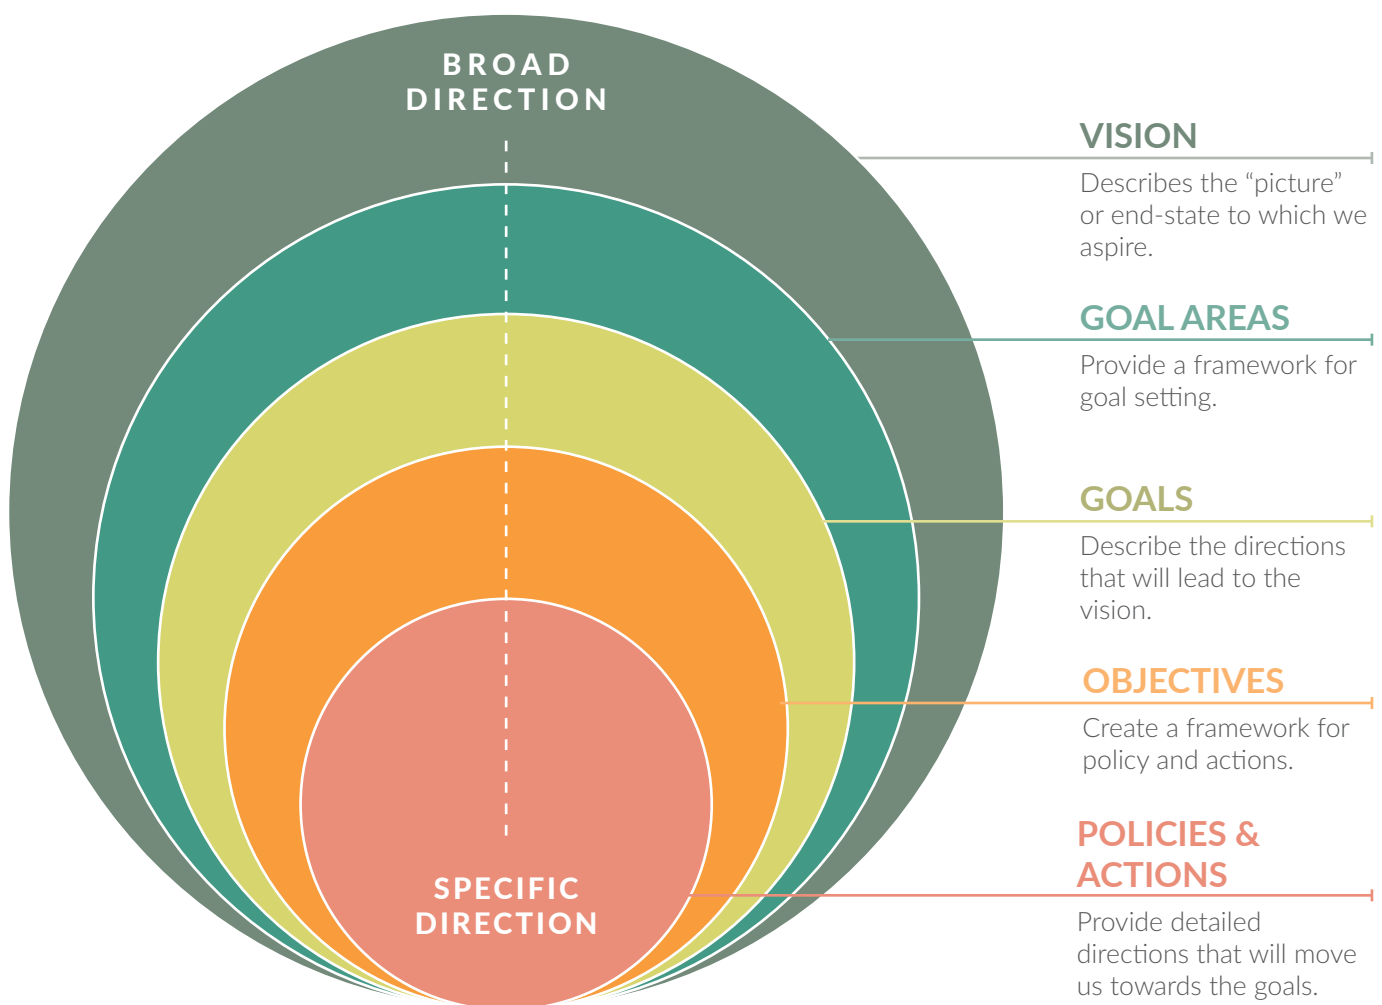 BROAD
DIRECTION
VISION
Describes the “picture”
or end-state to which we
aspire.
GOAL AREAS
Provide a framework for
goal setting.
GOALS
Describe the directions
that will lead to the
vision.
OBJECTIVES
Create a framework for
policy and actions.
POLICIES &
ACTIONS
Provide detailed
directions that will move
us towards the goals.
SPECIFIC
DIRECTION